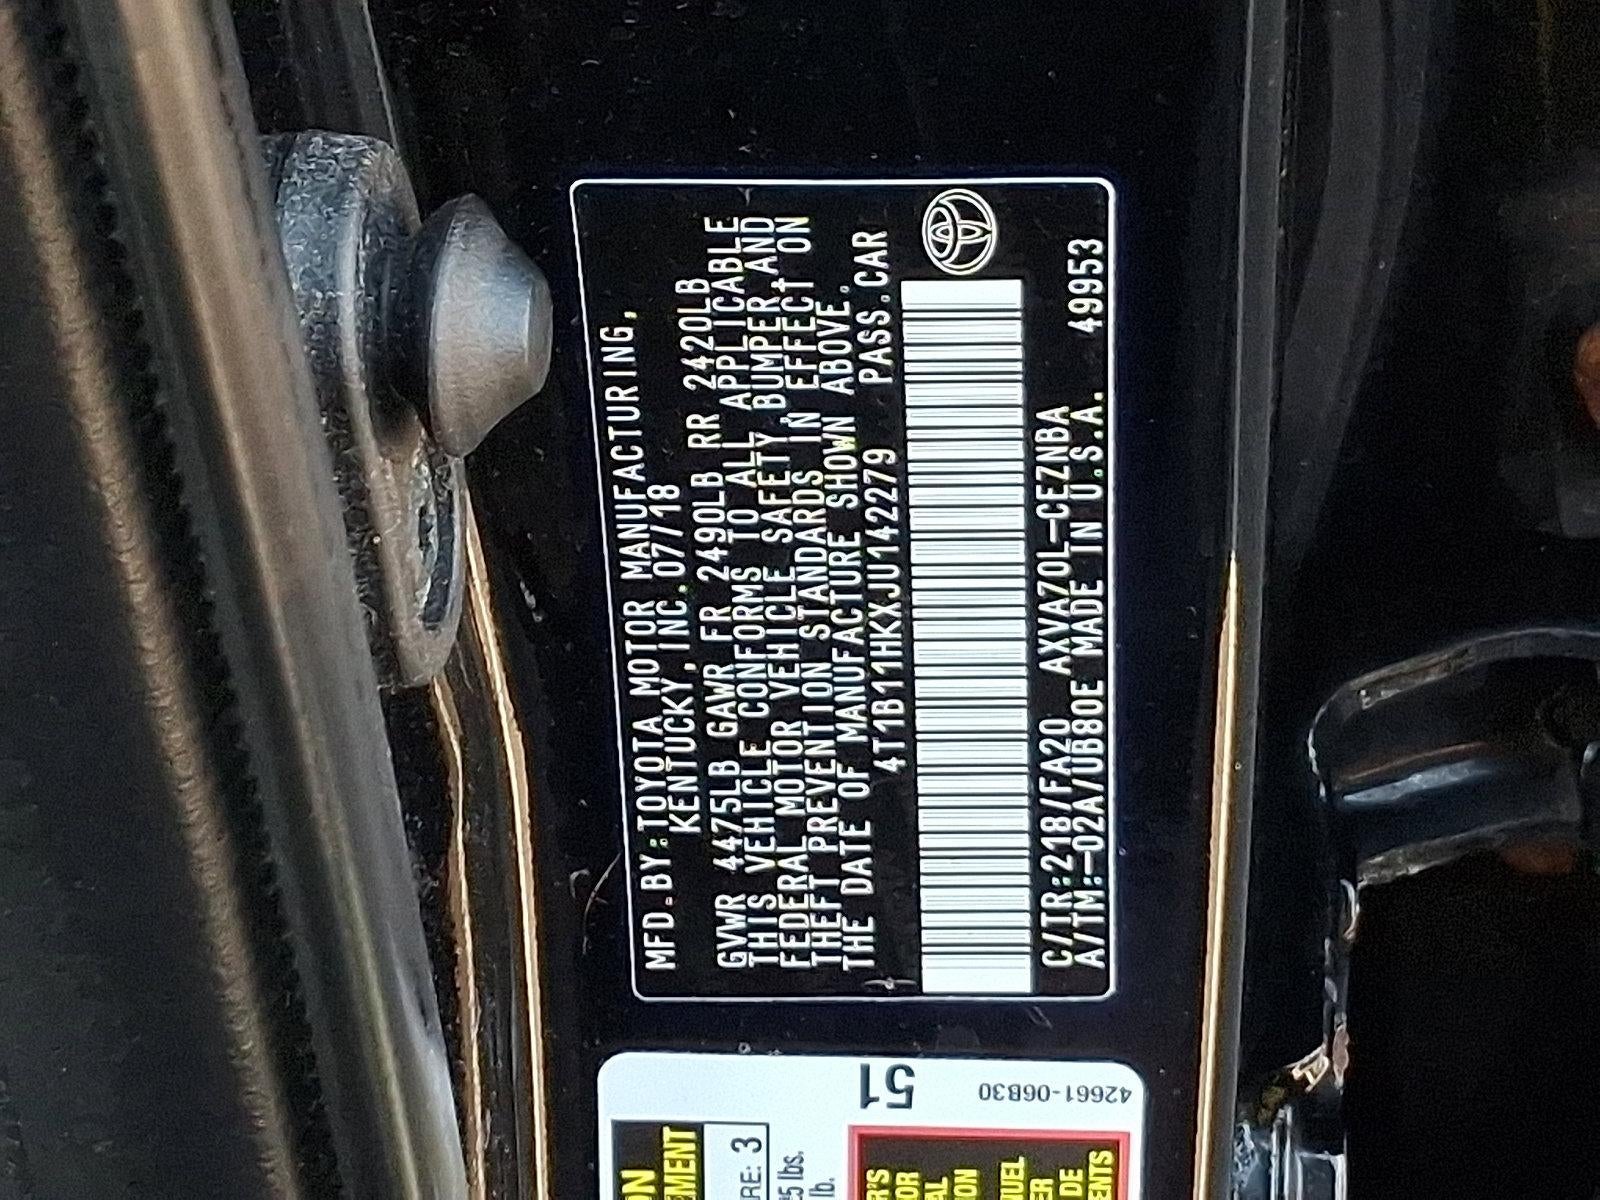 MFD.BY:TOYOTA MOTOR MANUFACTURING,
KENTUCKY,INC.07/18
GVWR 4475LB GAWR FR 2490LB RR 2420LB
THIS VEHICLE CONFORMS TO ALL APPLICABLE
FEDERAL MOTOR VEHICLE SAFETY,BUMPER,AND
THEFT PREVENTION STANDARDS IN EFFECT ON
THE DATE OF MANUFACTURE SHOWN ABOVE.
4T1B11HKXJU142279 PASS.CAR
C/TR:218/FA20 AXVA70L-CEZNBA
A/TM:-02A/UB80E MADE IN U.S.A. 49953
51
42661-06B30